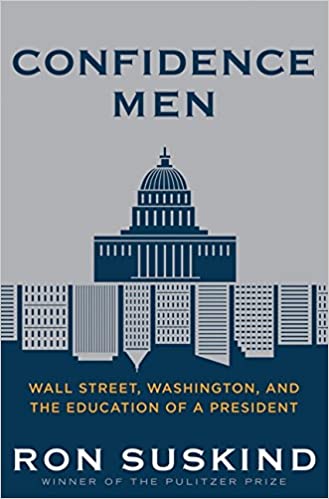 CONFIDENCE
MEN
WALL STREET, WASHINGTON, AND
THE EDUCATION OF A PRESIDENT
RON SUSKIND
WINNER OF THE PULITZER PRIZE